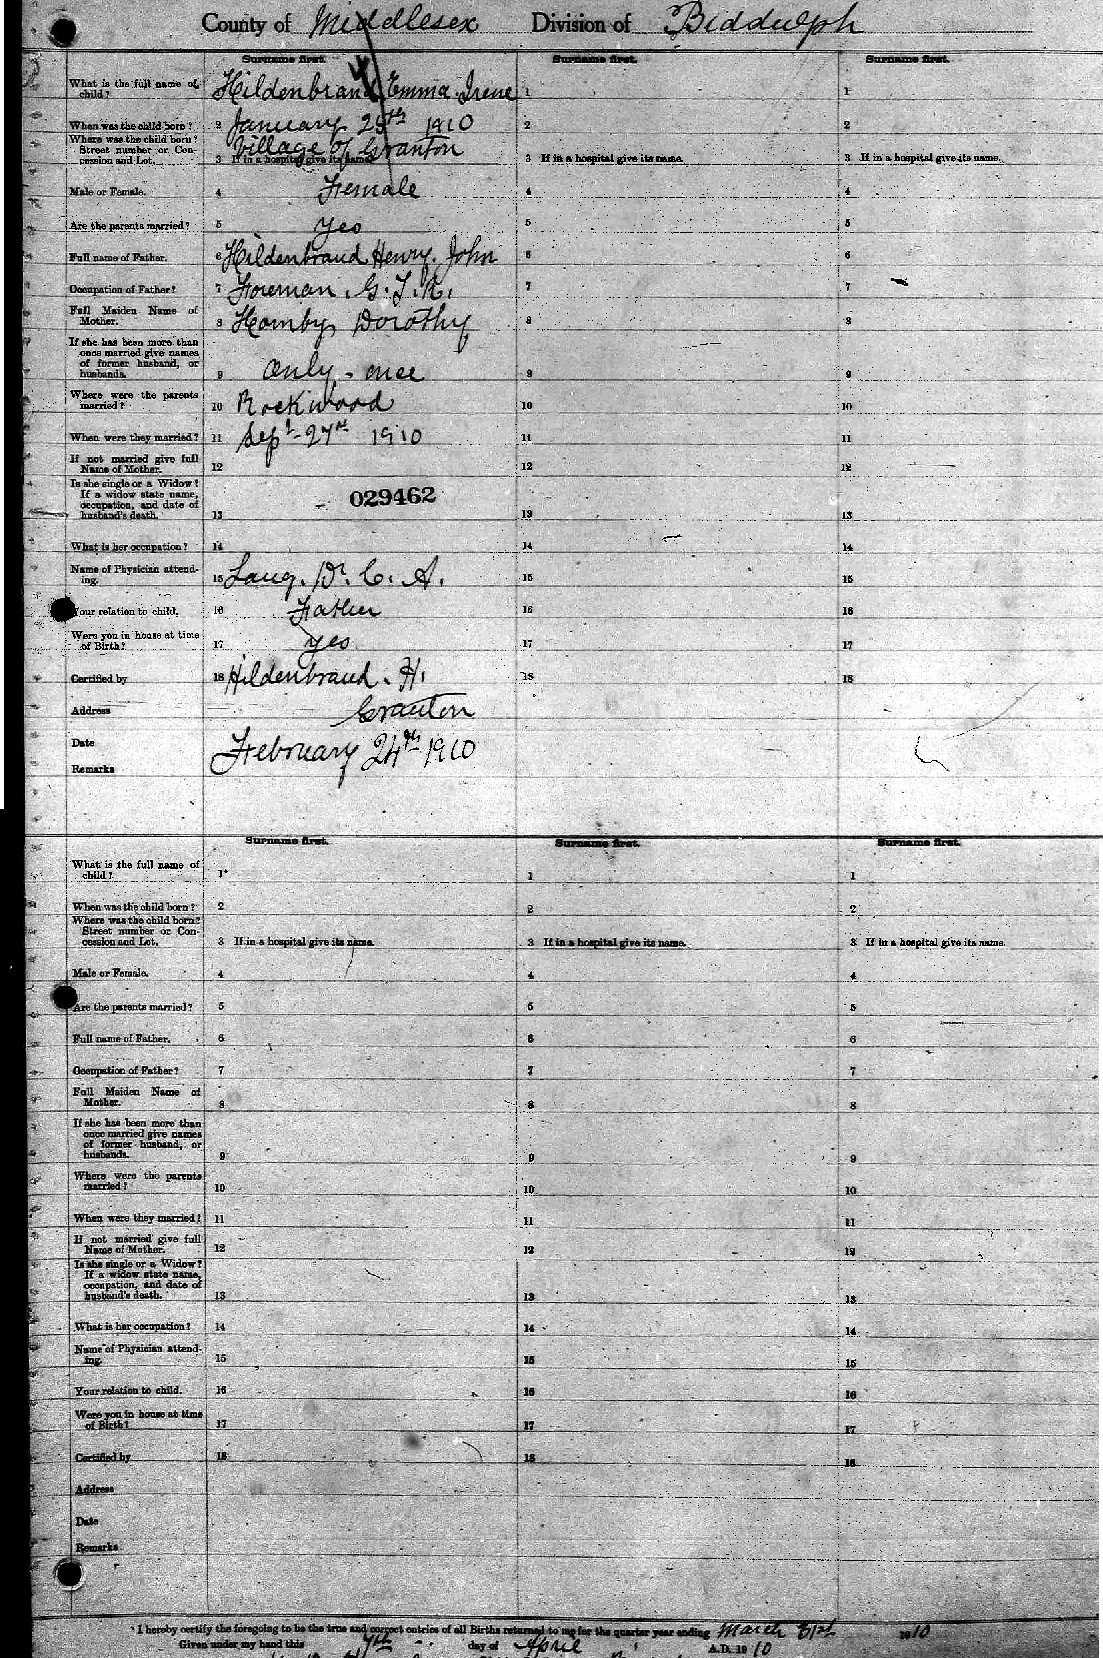 County of Middlesex Division of Biddulph
Surname first. Surname first. Surname first.
What is the full name of child? Hildenbrand Emma Irene 1 1
When was the child born? 2 January 25th 1910 2 2
Where was the child born? Street number or Concession and Lot. 3 If in a hospital give its name. Village of Granton 3 If in a hospital give its name. 3 If in a hospital give its name.
Male or Female. 4 Female 4 4
Are the parents married? 5 Yes 5 5
Full name of Father. 6 Hildenbrand Henry John 6 6
Occupation of Father? 7 Foreman. G. T. R. 7 7
Full Maiden Name of Mother. 8 Hornby Dorothy 8 8
If she has been more than once married give names of former husband, or husbands. 9 Only - once 9 9
Where were the parents married? 10 Rockwood 10 10
When were they married? 11 Sept - 27th 1910 11 11
If not married give full Name of Mother. 12 12 12
Is she single or a Widow? If a widow state name, occupation, and date of husband's death. 13 029462 13 13
What is her occupation? 14 14 14
Name of Physician attending. 15 Lang. Dr. C. A. 15 15
Your relation to child. 16 Father 16 16
Were you in house at time of Birth? 17 Yes 17 17
Certified by 18 Hildenbrand. H. 18 18
Address Granton
Date February 24th 1910
Remarks
Surname first. Surname first. Surname first.
What is the full name of child? 1 1 1
When was the child born? 2 2 2
Where was the child born? Street number or Concession and Lot. 3 If in a hospital give its name. 3 If in a hospital give its name. 3 If in a hospital give its name.
Male or Female. 4 4 4
Are the parents married? 5 5 5
Full name of Father. 6 6 6
Occupation of Father? 7 7 7
Full Maiden Name of Mother. 8 8 8
If she has been more than once married give names of former husband, or husbands. 9 9 9
Where were the parents married? 10 10 10
When were they married? 11 11 11
If not married give full Name of Mother. 12 12 12
Is she single or a Widow? If a widow state name, occupation, and date of husband's death. 13 13 13
What is her occupation? 14 14 14
Name of Physician attending. 15 15 15
Your relation to child. 16 16 16
Were you in house at time of Birth? 17 17 17
Certified by 18 18 18
Address
Date
Remarks
I hereby certify the foregoing to be the true and correct entries of all Births returned to me for the quarter year ending March 31st 1910
Given under my hand this 7th day of April A.D. 1910